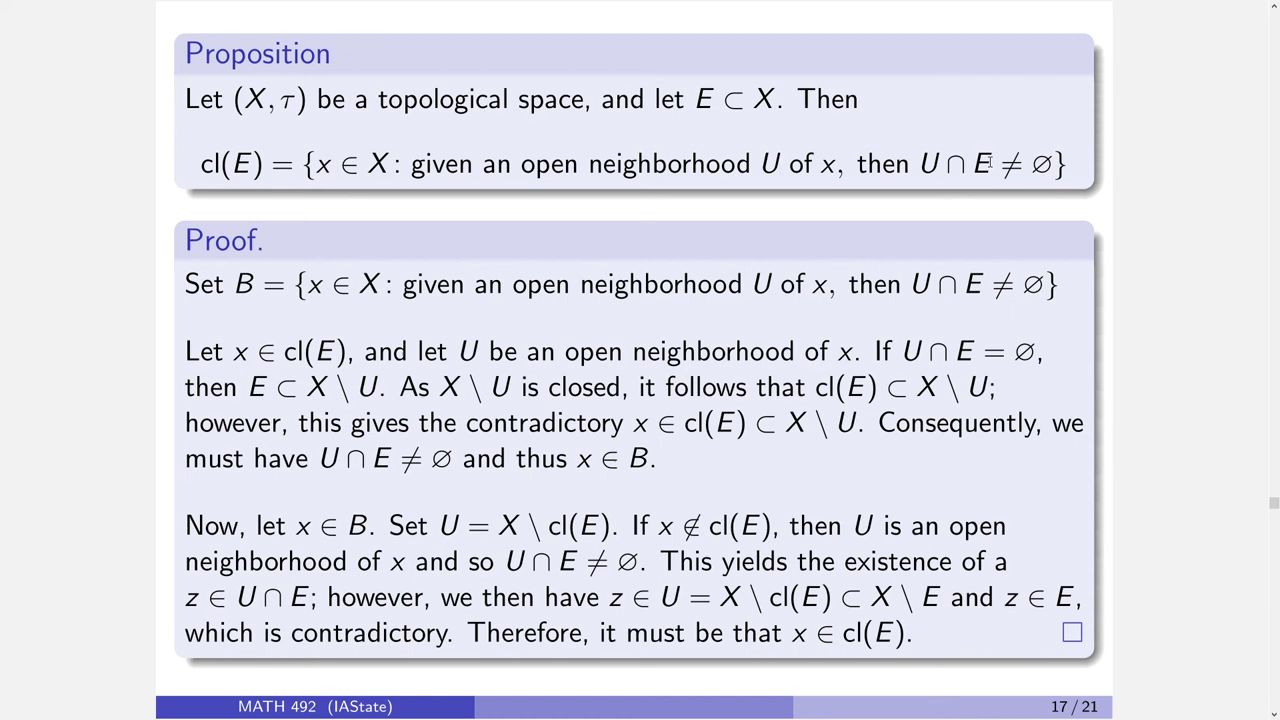 Proposition
Let (X, τ) be a topological space, and let E ⊂ X. Then
cl(E) = {x ∈ X : given an open neighborhood U of x, then U ∩ E ≠ ∅}
Proof.
Set B = {x ∈ X : given an open neighborhood U of x, then U ∩ E ≠ ∅}
Let x ∈ cl(E), and let U be an open neighborhood of x. If U ∩ E = ∅,
then E ⊂ X \ U. As X \ U is closed, it follows that cl(E) ⊂ X \ U;
however, this gives the contradictory x ∈ cl(E) ⊂ X \ U. Consequently, we
must have U ∩ E ≠ ∅ and thus x ∈ B.
Now, let x ∈ B. Set U = X \ cl(E). If x ∉ cl(E), then U is an open
neighborhood of x and so U ∩ E ≠ ∅. This yields the existence of a
z ∈ U ∩ E; however, we then have z ∈ U = X \ cl(E) ⊂ X \ E and z ∈ E,
which is contradictory. Therefore, it must be that x ∈ cl(E). □
MATH 492 (IAState)
17 / 21